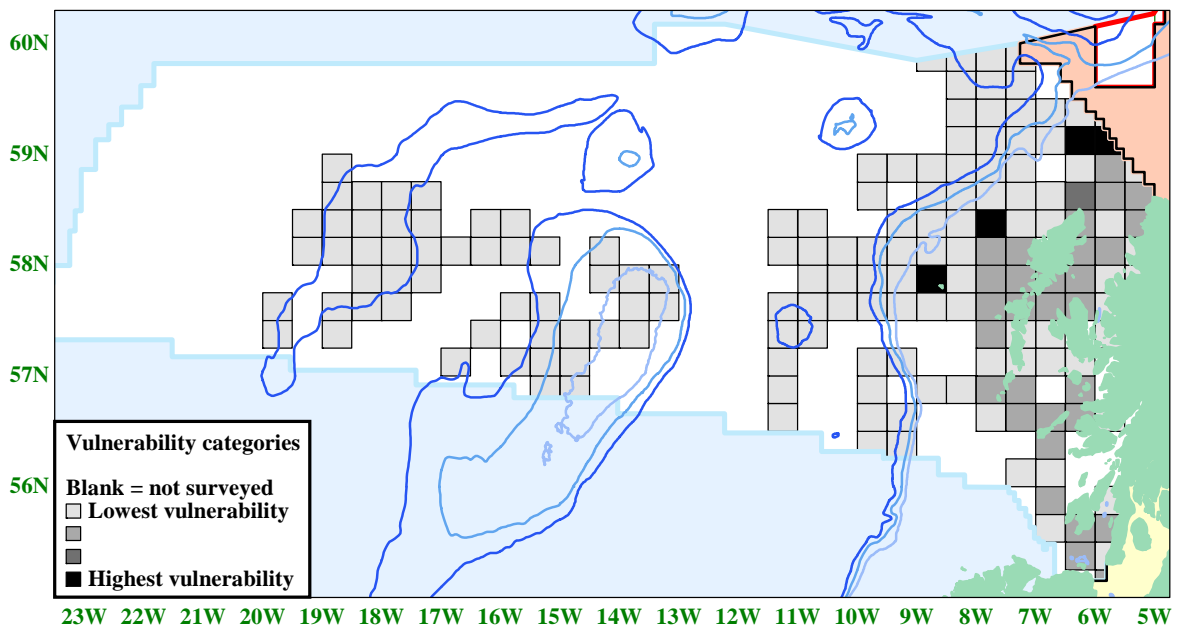 60N
59N
58N
57N
56N
Vulnerability categories
Blank = not surveyed
Lowest vulnerability
Highest vulnerability
23W 22W 21W 20W 19W 18W 17W 16W 15W 14W 13W 12W 11W 10W 9W 8W 7W 6W 5W